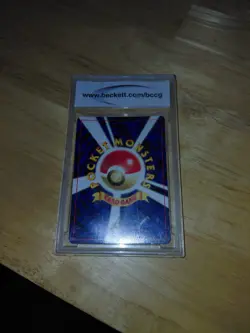 www.beckett.com/bccg
POCKET MONSTERS
CARD GAME